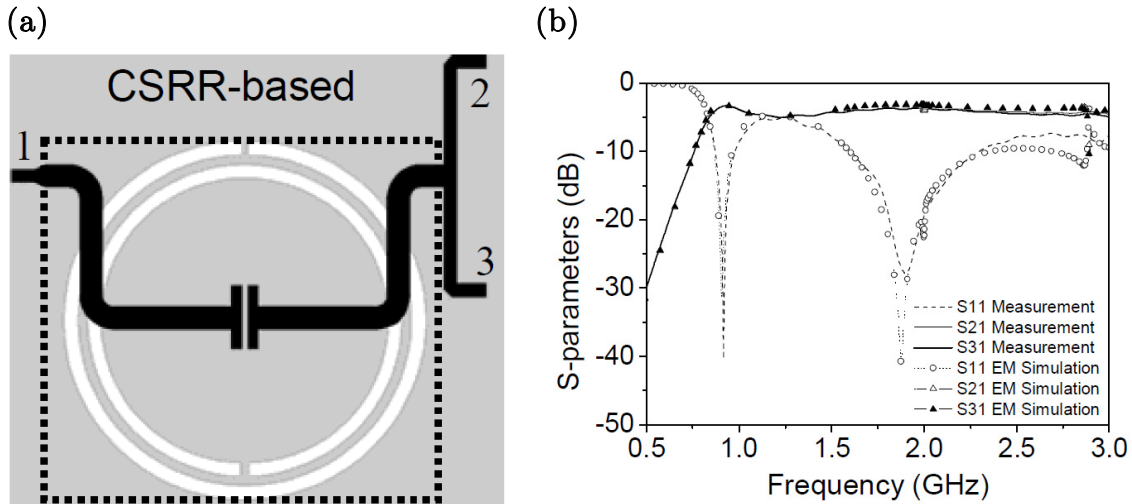 (a)
CSRR-based
1
2
3
(b)
S-parameters (dB)
0
-10
-20
-30
-40
-50
S11 Measurement
S21 Measurement
S31 Measurement
S11 EM Simulation
S21 EM Simulation
S31 EM Simulation
0.5 1.0 1.5 2.0 2.5 3.0
Frequency (GHz)